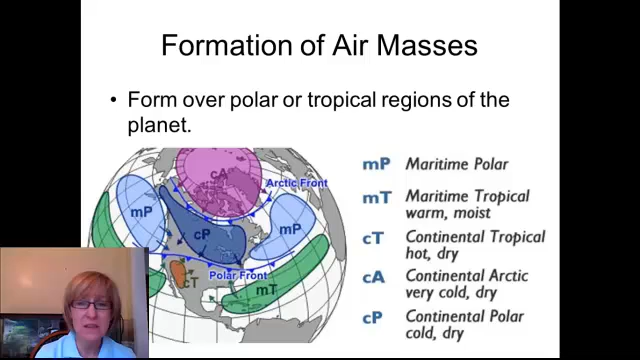 Formation of Air Masses
• Form over polar or tropical regions of the
planet.
cA
Arctic Front
mP
cP
mP
Polar Front
cT
mT
mP Maritime Polar
mT Maritime Tropical
warm, moist
cT Continental Tropical
hot, dry
cA Continental Arctic
very cold, dry
cP Continental Polar
cold, dry